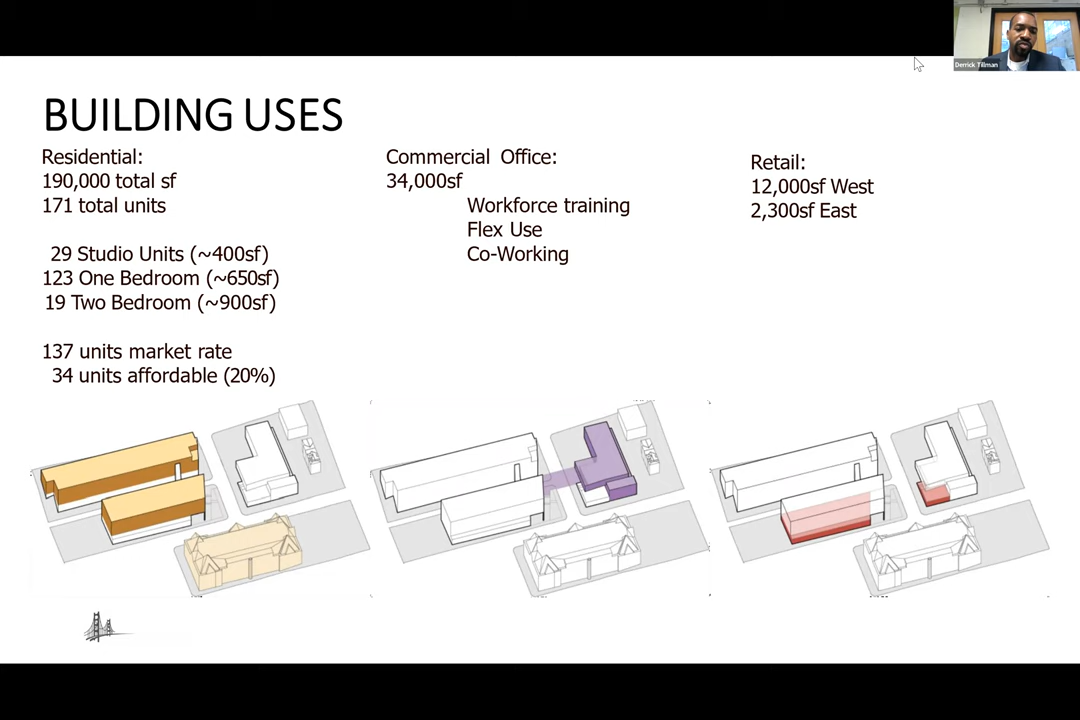 Derrick Tillman
BUILDING USES
Residential:
190,000 total sf
171 total units
29 Studio Units (~400sf)
123 One Bedroom (~650sf)
19 Two Bedroom (~900sf)
137 units market rate
34 units affordable (20%)
Commercial Office:
34,000sf
Workforce training
Flex Use
Co-Working
Retail:
12,000sf West
2,300sf East